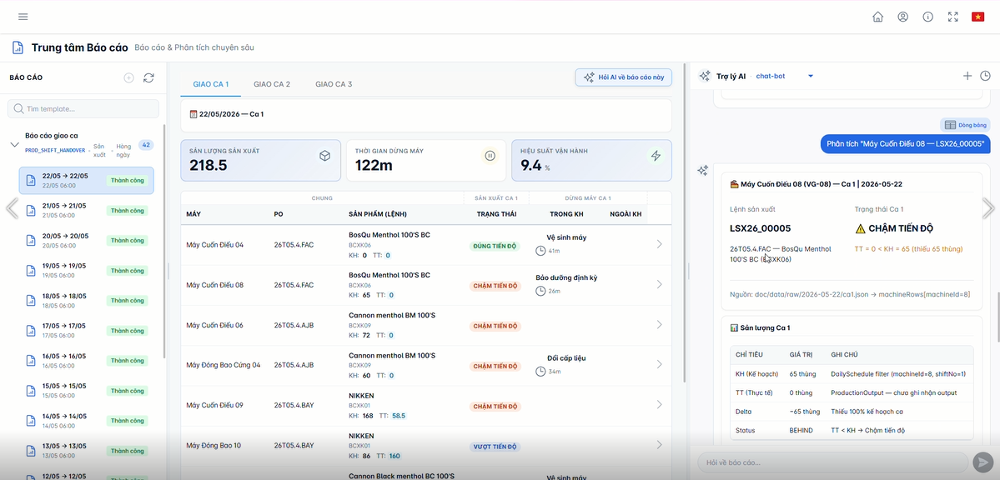 Trung tâm Báo cáo Báo cáo & Phân tích chuyên sâu
BÁO CÁO
Tìm template...
Báo cáo giao ca
PROD_SHIFT_HANDOVER - Sản xuất - Hàng ngày 42
22/05 → 22/05
22/05 06:00
Thành công
21/05 → 21/05
21/05 06:00
Thành công
20/05 → 20/05
20/05 06:00
Thành công
19/05 → 19/05
19/05 06:00
Thành công
18/05 → 18/05
18/05 06:00
Thành công
17/05 → 17/05
17/05 06:00
Thành công
16/05 → 16/05
16/05 06:00
Thành công
15/05 → 15/05
15/05 06:00
Thành công
14/05 → 14/05
14/05 06:00
Thành công
13/05 → 13/05
13/05 06:00
Thành công
12/05 → 12/05
GIAO CA 1 GIAO CA 2 GIAO CA 3
Hỏi AI về báo cáo này
22/05/2026 — Ca 1
SẢN LƯỢNG SẢN XUẤT
218.5
THỜI GIAN DỪNG MÁY
122m
HIỆU SUẤT VẬN HÀNH
9.4 %
CHUNG SẢN XUẤT CA 1 DỪNG MÁY CA 1
MÁY PO SẢN PHẨM (LỆNH) TRẠNG THÁI TRONG KH NGOÀI KH
Máy Cuốn Điếu 04 26T05.4.FAC
BosQu Menthol 100'S BC
BCXK06
KH: 0 TT: 0
ĐÚNG TIẾN ĐỘ
Vệ sinh máy
41m
Máy Cuốn Điếu 08 26T05.4.FAC
BosQu Menthol 100'S BC
BCXK06
KH: 65 TT: 0
CHẬM TIẾN ĐỘ
Bảo dưỡng định kỳ
26m
Máy Cuốn Điếu 06 26T05.4.AJB
Cannon menthol BM 100'S
BCXK09
KH: 72 TT: 0
CHẬM TIẾN ĐỘ
Máy Đóng Bao Cứng 04 26T05.4.AJB
Cannon menthol BM 100'S
BCXK09
KH: 60 TT: 0
CHẬM TIẾN ĐỘ
Đổi cấp liệu
34m
Máy Cuốn Điếu 09 26T05.4.BAY
NIKKEN
BCXK01
KH: 168 TT: 58.5
CHẬM TIẾN ĐỘ
Máy Đóng Bao 10 26T05.4.BAY
NIKKEN
BCXK01
KH: 86 TT: 160
VƯỢT TIẾN ĐỘ
Cannon Black menthol BC 100'S
Vệ sinh máy
Trợ lý AI chat-bot
Dòng bảng
Phân tích "Máy Cuốn Điếu 08 — LSX26_00005"
Máy Cuốn Điếu 08 (VG-08) — Ca 1 | 2026-05-22
Lệnh sản xuất
LSX26_00005
26T05.4.FAC — BosQu Menthol
100'S BC (BCXK06)
Trạng thái Ca 1
CHẬM TIẾN ĐỘ
TT = 0 < KH = 65 (thiếu 65 thùng)
Nguồn: doc/data/raw/2026-05-22/ca1.json → machineRows[machineId=8]
Sản lượng Ca 1
CHỈ TIÊU GIÁ TRỊ GHI CHÚ
KH (Kế hoạch) 65 thùng DailySchedule filter (machineId=8, shiftNo=1)
TT (Thực tế) 0 thùng ProductionOutput — chưa ghi nhận output
Delta −65 thùng Thiếu 100% kế hoạch ca
Status BEHIND TT < KH → Chậm tiến độ
Hỏi về báo cáo...